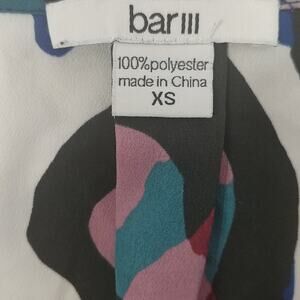 bar III
100%polyester
made in China
XS